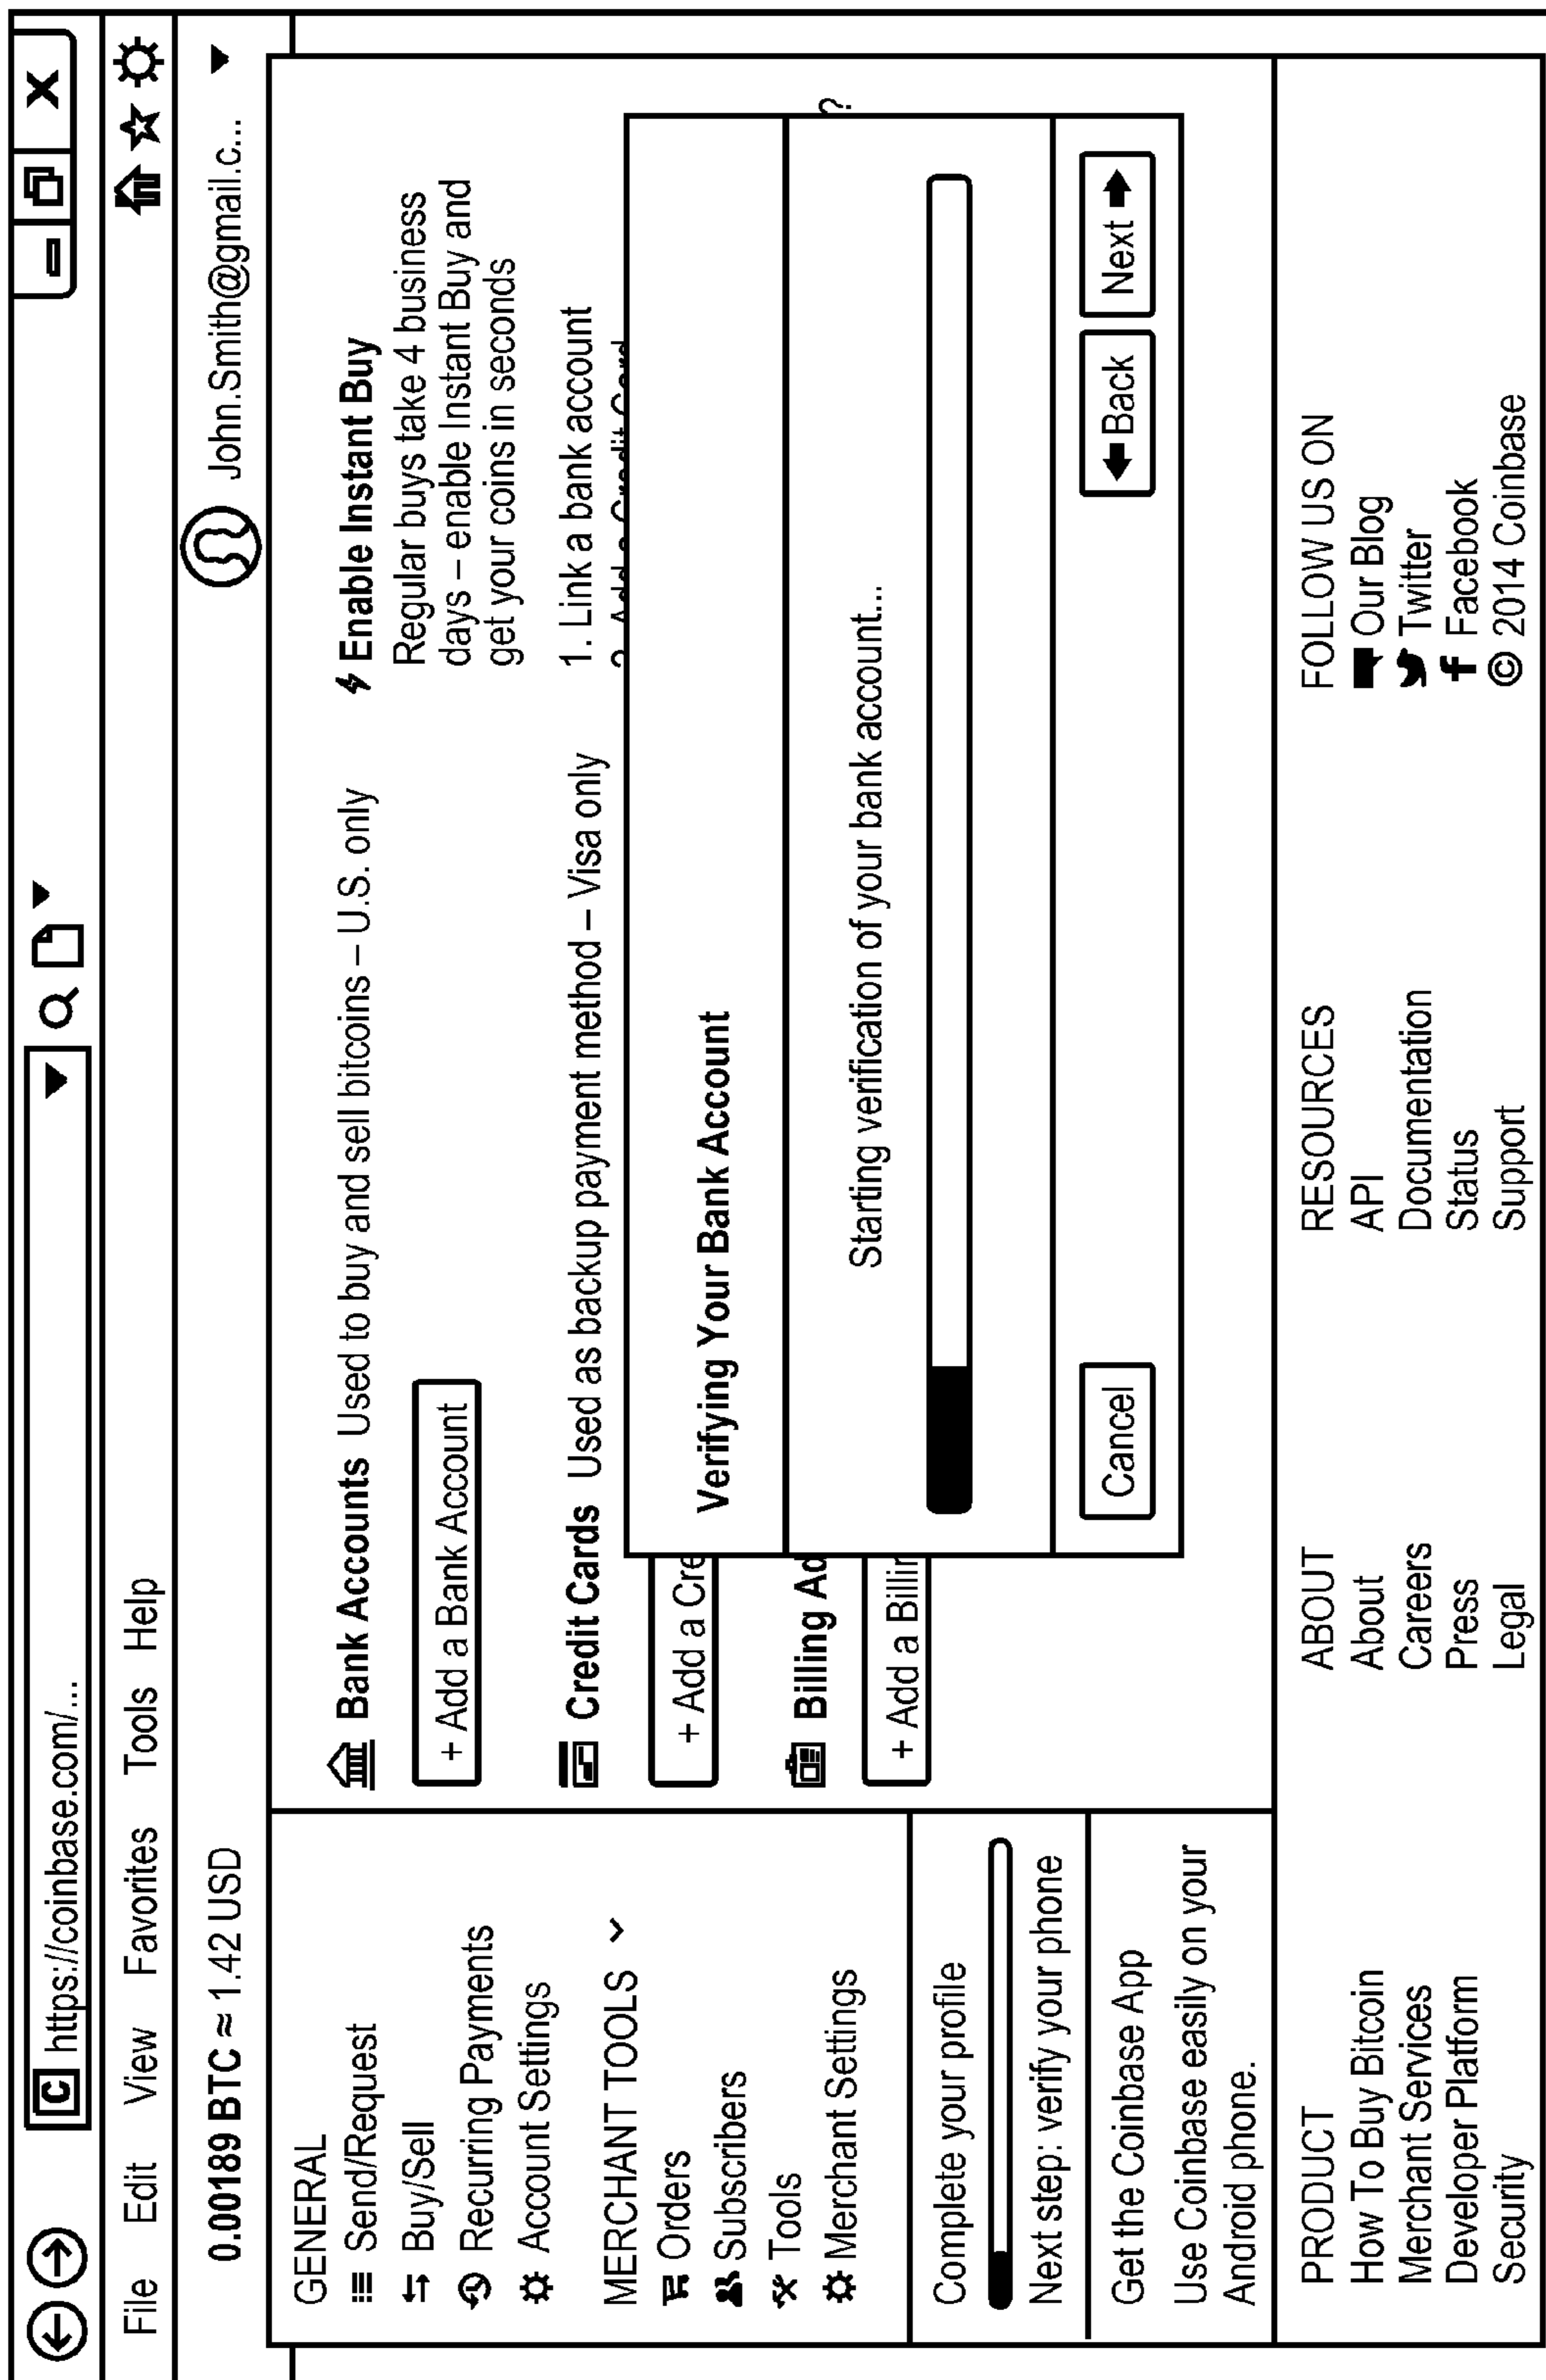 https://coinbase.com/...
File Edit View Favorites Tools Help
0.00189 BTC ≈ 1.42 USD
John.Smith@gmail.c...
GENERAL
Send/Request
Buy/Sell
Recurring Payments
Account Settings
MERCHANT TOOLS
Orders
Subscribers
Tools
Merchant Settings
Complete your profile
Next step: verify your phone
Get the Coinbase App
Use Coinbase easily on your
Android phone.
Bank Accounts Used to buy and sell bitcoins – U.S. only
+ Add a Bank Account
Credit Cards Used as backup payment method – Visa only
+ Add a Cre
Billing Ad
+ Add a Billin
Enable Instant Buy
Regular buys take 4 business
days – enable Instant Buy and
get your coins in seconds
1. Link a bank account
2. Add a Credit Card
?
Verifying Your Bank Account
Starting verification of your bank account...
Cancel
Back
Next
PRODUCT
How To Buy Bitcoin
Merchant Services
Developer Platform
Security
ABOUT
About
Careers
Press
Legal
RESOURCES
API
Documentation
Status
Support
FOLLOW US ON
Our Blog
Twitter
Facebook
© 2014 Coinbase